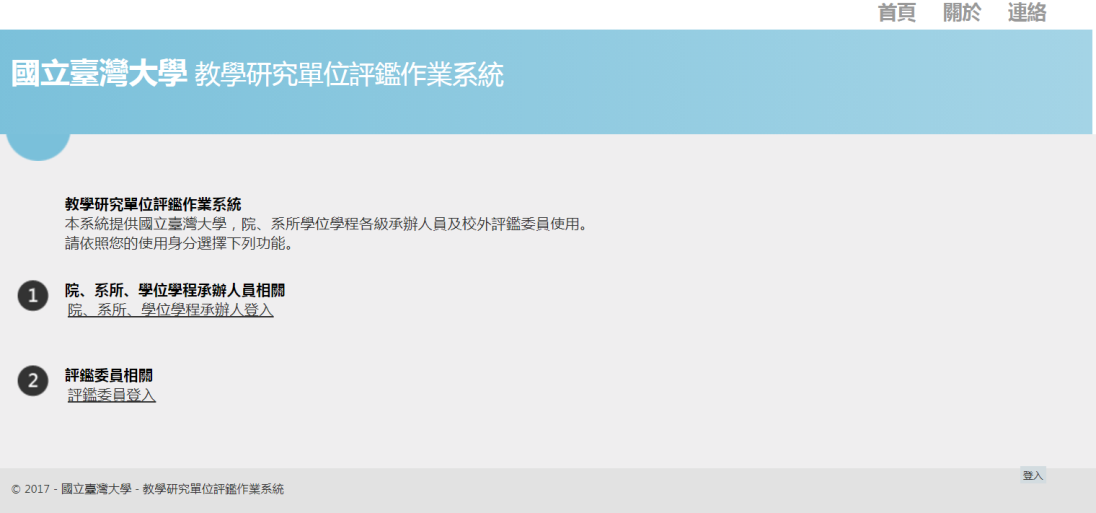 首頁 關於 連絡
國立臺灣大學 教學研究單位評鑑作業系統
教學研究單位評鑑作業系統
本系統提供國立臺灣大學，院、系所學位學程各級承辦人員及校外評鑑委員使用。
請依照您的使用身分選擇下列功能。
1 院、系所、學位學程承辦人員相關
院、系所、學位學程承辦人登入
2 評鑑委員相關
評鑑委員登入
登入
© 2017 - 國立臺灣大學 - 教學研究單位評鑑作業系統